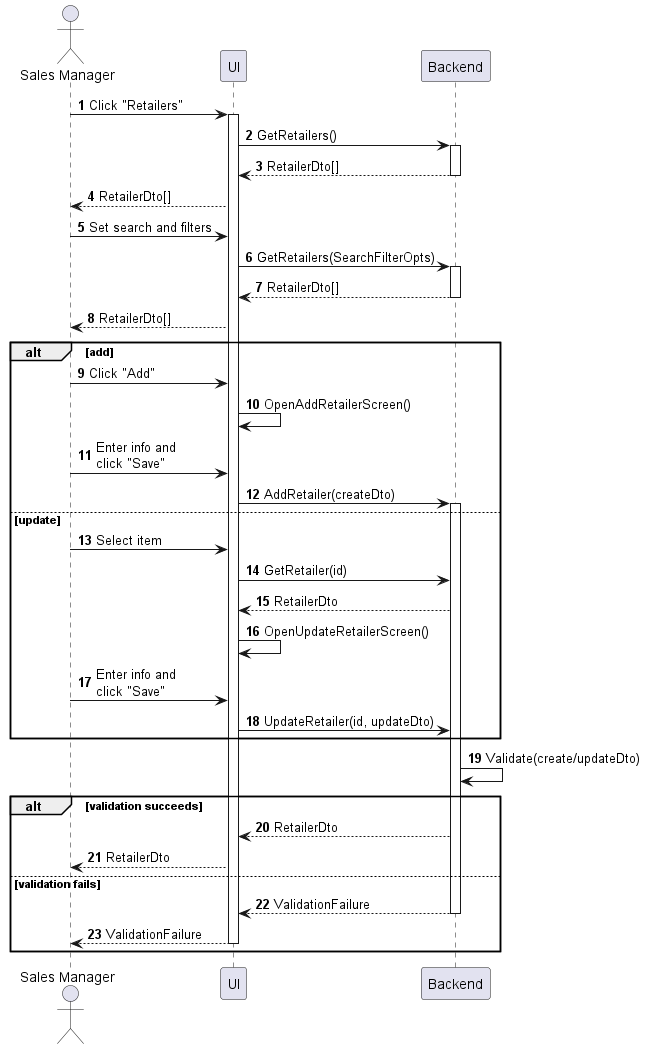 Sales Manager
UI
Backend
1 Click "Retailers"
2 GetRetailers()
3 RetailerDto[]
4 RetailerDto[]
5 Set search and filters
6 GetRetailers(SearchFilterOpts)
7 RetailerDto[]
8 RetailerDto[]
alt [add]
9 Click "Add"
10 OpenAddRetailerScreen()
11 Enter info and
click "Save"
12 AddRetailer(createDto)
[update]
13 Select item
14 GetRetailer(id)
15 RetailerDto
16 OpenUpdateRetailerScreen()
17 Enter info and
click "Save"
18 UpdateRetailer(id, updateDto)
19 Validate(create/updateDto)
alt [validation succeeds]
20 RetailerDto
21 RetailerDto
[validation fails]
22 ValidationFailure
23 ValidationFailure
Sales Manager
UI
Backend